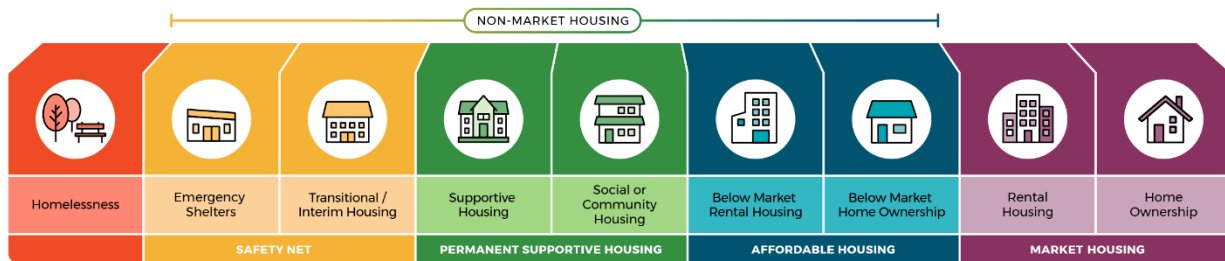 NON-MARKET HOUSING
Homelessness
Emergency
Shelters
Transitional /
Interim Housing
Supportive
Housing
Social or
Community
Housing
Below Market
Rental Housing
Below Market
Home Ownership
Rental
Housing
Home
Ownership
SAFETY NET
PERMANENT SUPPORTIVE HOUSING
AFFORDABLE HOUSING
MARKET HOUSING